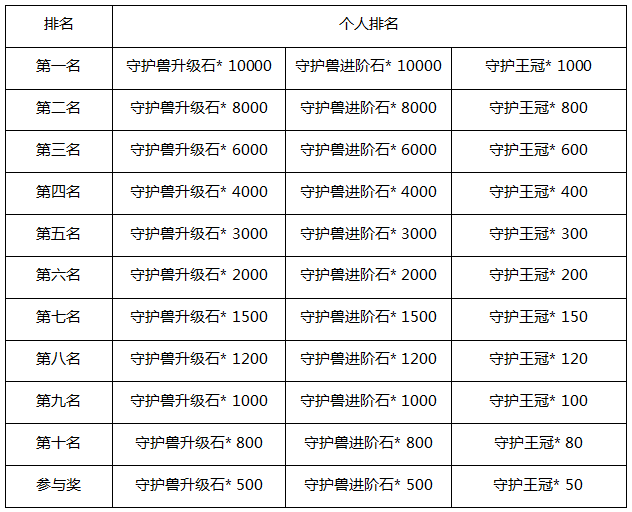 排名 个人排名
第一名 守护兽升级石* 10000 守护兽进阶石* 10000 守护王冠* 1000
第二名 守护兽升级石* 8000 守护兽进阶石* 8000 守护王冠* 800
第三名 守护兽升级石* 6000 守护兽进阶石* 6000 守护王冠* 600
第四名 守护兽升级石* 4000 守护兽进阶石* 4000 守护王冠* 400
第五名 守护兽升级石* 3000 守护兽进阶石* 3000 守护王冠* 300
第六名 守护兽升级石* 2000 守护兽进阶石* 2000 守护王冠* 200
第七名 守护兽升级石* 1500 守护兽进阶石* 1500 守护王冠* 150
第八名 守护兽升级石* 1200 守护兽进阶石* 1200 守护王冠* 120
第九名 守护兽升级石* 1000 守护兽进阶石* 1000 守护王冠* 100
第十名 守护兽升级石* 800 守护兽进阶石* 800 守护王冠* 80
参与奖 守护兽升级石* 500 守护兽进阶石* 500 守护王冠* 50